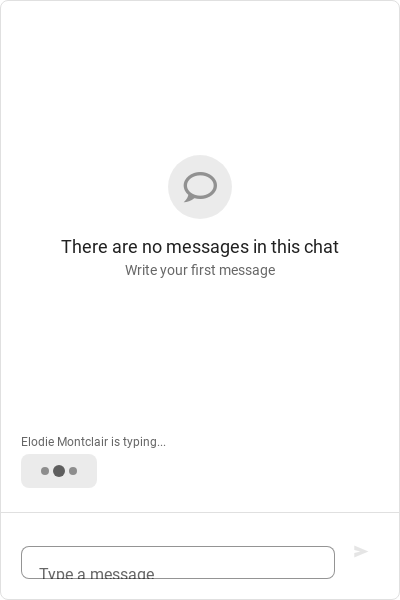 There are no messages in this chat
Write your first message
Elodie Montclair is typing...
Type a message